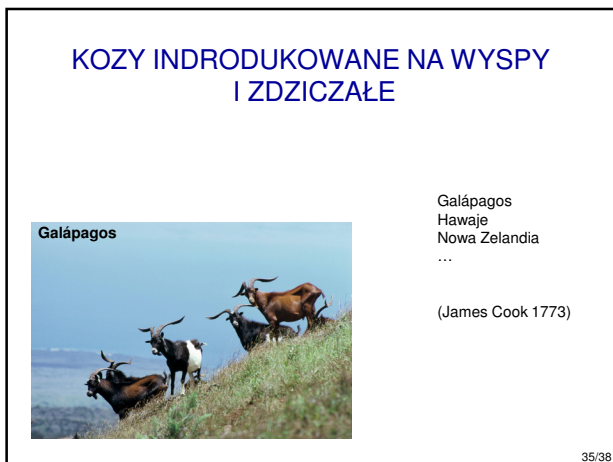 KOZY INDRODUKOWANE NA WYSPY
I ZDZICZAŁE
Galápagos
Galápagos
Hawaje
Nowa Zelandia
…
(James Cook 1773)
35/38